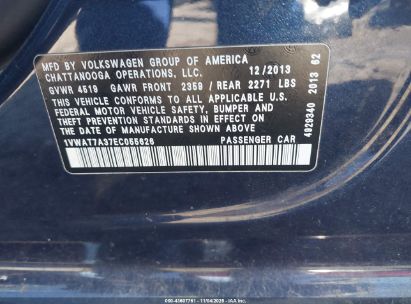 MFD BY VOLKSWAGEN GROUP OF AMERICA
CHATTANOOGA OPERATIONS, LLC. 12/2013
GVWR 4519 GAWR FRONT 2359 / REAR 2271 LBS
THIS VEHICLE CONFORMS TO ALL APPLICABLE U.S.
FEDERAL MOTOR VEHICLE SAFETY, BUMPER AND
THEFT PREVENTION STANDARDS IN EFFECT ON THE
DATE OF MANUFACTURE SHOWN ABOVE.
1VWAT7A37EC055626 PASSENGER CAR
2013 62
4929340